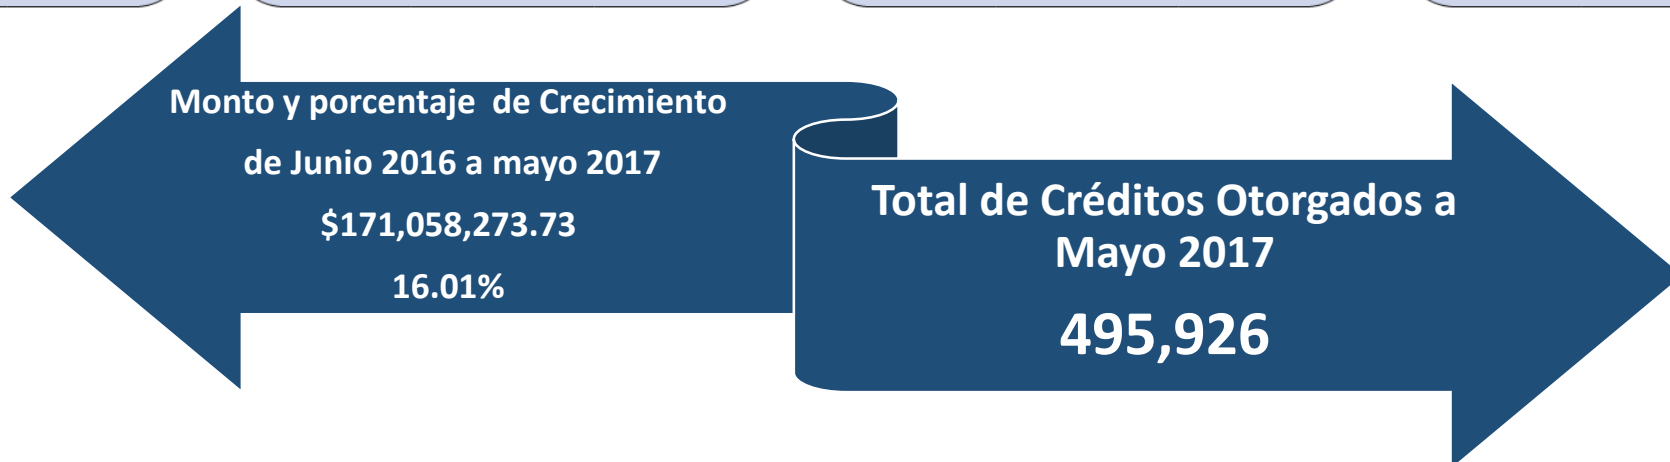 Monto y porcentaje  de Crecimiento
de Junio 2016 a mayo 2017
$171,058,273.73
16.01%
Total de Créditos Otorgados a
Mayo 2017
495,926